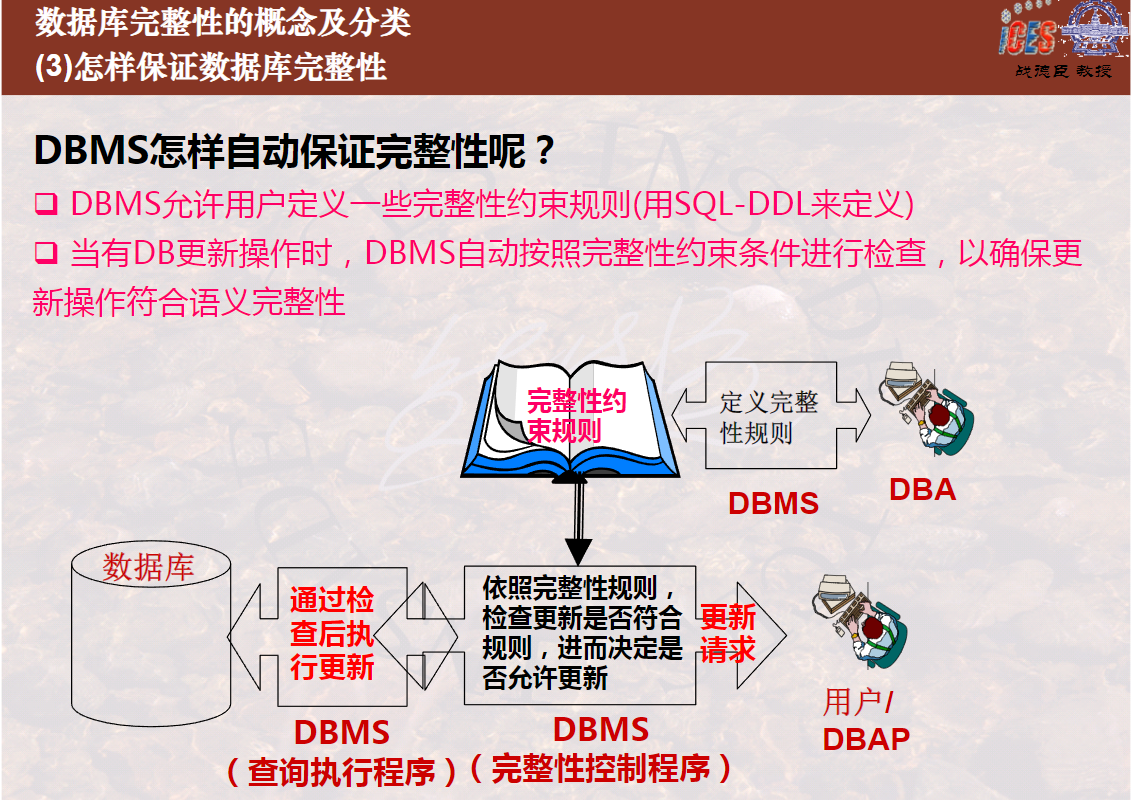 数据库完整性的概念及分类
(3)怎样保证数据库完整性
iCES
战德臣 教授
DBMS怎样自动保证完整性呢？
DBMS允许用户定义一些完整性约束规则(用SQL-DDL来定义)
当有DB更新操作时，DBMS自动按照完整性约束条件进行检查，以确保更
新操作符合语义完整性
完整性约
束规则
定义完整
性规则
DBMS
DBA
数据库
通过检
查后执
行更新
依照完整性规则，
检查更新是否符合
规则，进而决定是
否允许更新
更新
请求
DBMS
（查询执行程序）
DBMS
（完整性控制程序）
用户/
DBAP